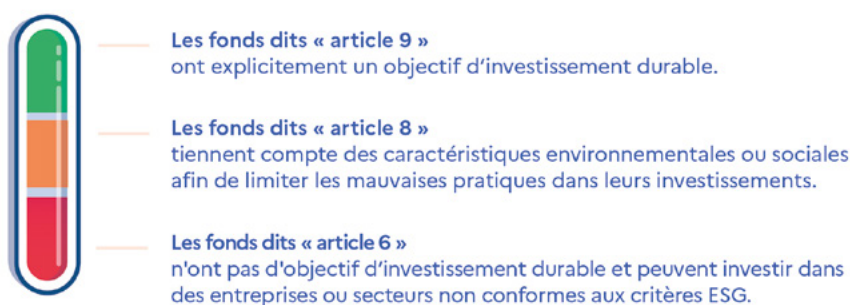 Les fonds dits « article 9 »
ont explicitement un objectif d'investissement durable.
Les fonds dits « article 8 »
tiennent compte des caractéristiques environnementales ou sociales
afin de limiter les mauvaises pratiques dans leurs investissements.
Les fonds dits « article 6 »
n'ont pas d'objectif d'investissement durable et peuvent investir dans
des entreprises ou secteurs non conformes aux critères ESG.